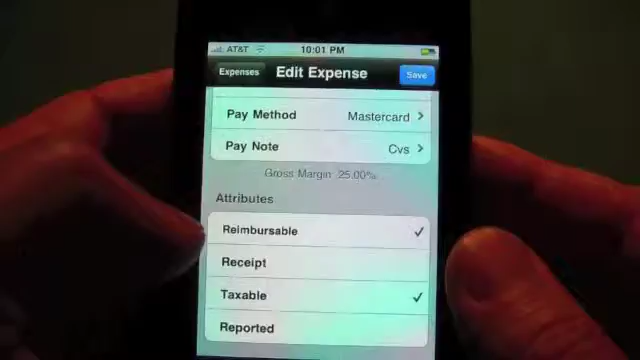 AT&T 10:01 PM
Expenses Edit Expense Save
Pay Method Mastercard
Pay Note Cvs
Gross Margin: 25.00%
Attributes
Reimbursable
Receipt
Taxable
Reported